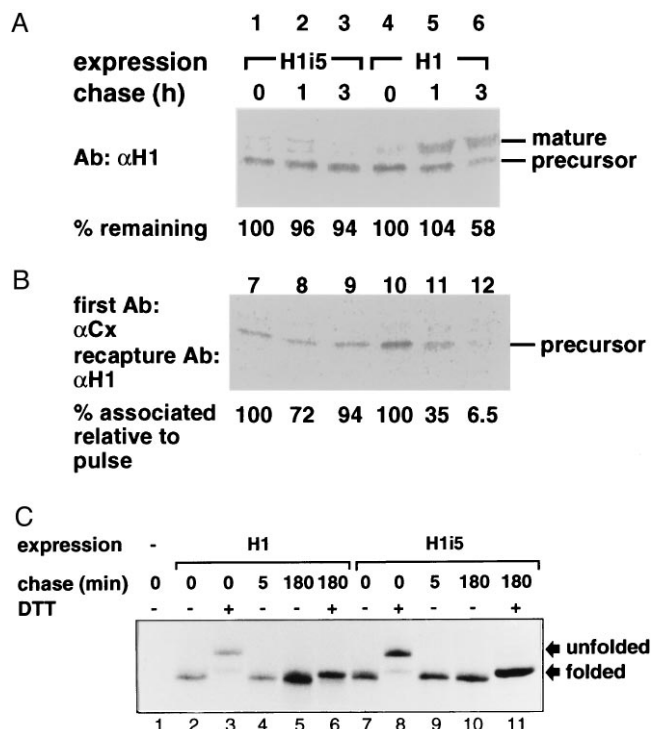 A
1 2 3 4 5 6
expression H1i5 H1
chase (h) 0 1 3 0 1 3
Ab: αH1
mature
precursor
% remaining 100 96 94 100 104 58
B
7 8 9 10 11 12
first Ab:
αCx
recapture Ab:
αH1
precursor
% associated 100 72 94 100 35 6.5
relative to
pulse
C
expression - H1 H1i5
chase (min) 0 0 0 5 180 180 0 0 5 180 180
DTT - - + - - + - + - - +
unfolded
folded
1 2 3 4 5 6 7 8 9 10 11